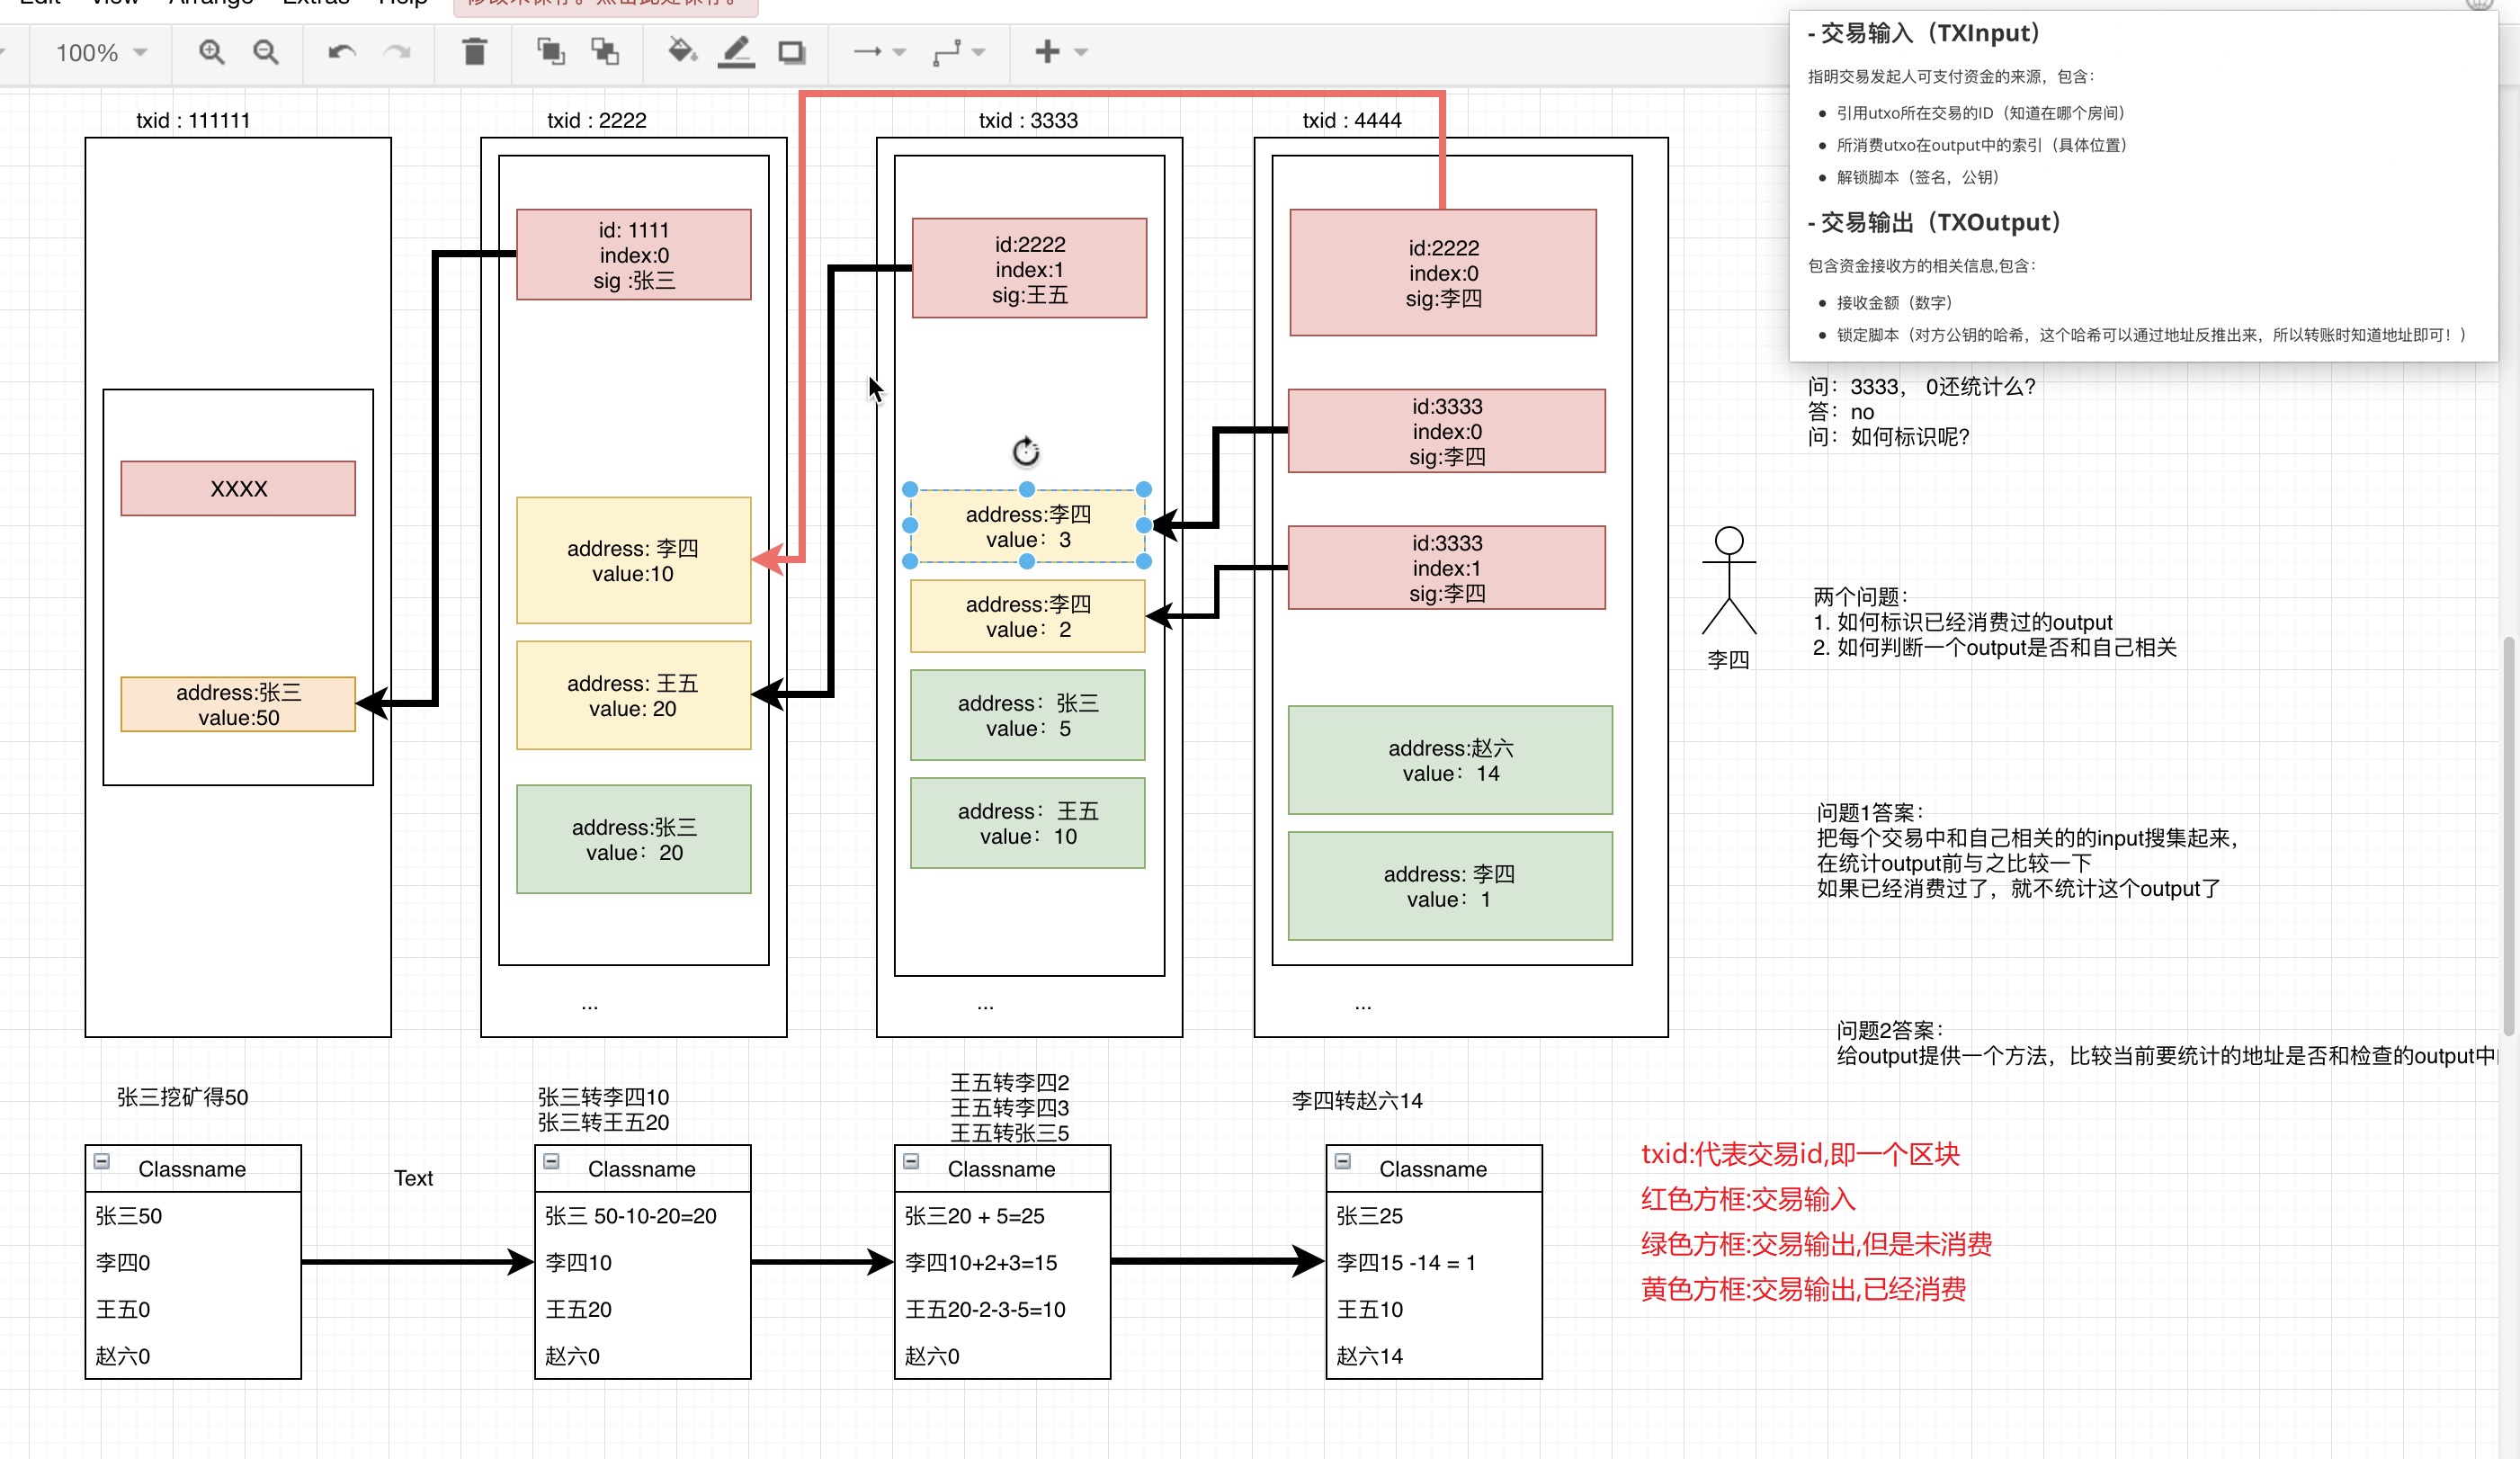 100%
- 交易输入（TXInput）
指明交易发起人可支付资金的来源，包含：
引用utxo所在交易的ID（知道在哪个房间）
所消费utxo在output中的索引（具体位置）
解锁脚本（签名，公钥）
- 交易输出（TXOutput）
包含资金接收方的相关信息,包含：
接收金额（数字）
锁定脚本（对方公钥的哈希，这个哈希可以通过地址反推出来，所以转账时知道地址即可！）
txid : 111111
XXXX
address:张三
value:50
txid : 2222
id: 1111
index:0
sig :张三
address: 李四
value:10
address: 王五
value: 20
address:张三
value：20
...
txid : 3333
id:2222
index:1
sig:王五
address:李四
value：3
address:李四
value：2
address：张三
value：5
address：王五
value：10
...
txid : 4444
id:2222
index:0
sig:李四
id:3333
index:0
sig:李四
id:3333
index:1
sig:李四
address:赵六
value：14
address: 李四
value：1
...
李四
问：3333， 0还统计么?
答：no
问：如何标识呢?
两个问题：
1. 如何标识已经消费过的output
2. 如何判断一个output是否和自己相关
问题1答案：
把每个交易中和自己相关的的input搜集起来，
在统计output前与之比较一下
如果已经消费过了，就不统计这个output了
问题2答案：
给output提供一个方法，比较当前要统计的地址是否和检查的output中
张三挖矿得50
张三转李四10
张三转王五20
王五转李四2
王五转李四3
王五转张三5
李四转赵六14
Classname
张三50
李四0
王五0
赵六0
Text
Classname
张三 50-10-20=20
李四10
王五20
赵六0
Classname
张三20 + 5=25
李四10+2+3=15
王五20-2-3-5=10
赵六0
Classname
张三25
李四15 -14 = 1
王五10
赵六14
txid:代表交易id,即一个区块
红色方框:交易输入
绿色方框:交易输出,但是未消费
黄色方框:交易输出,已经消费